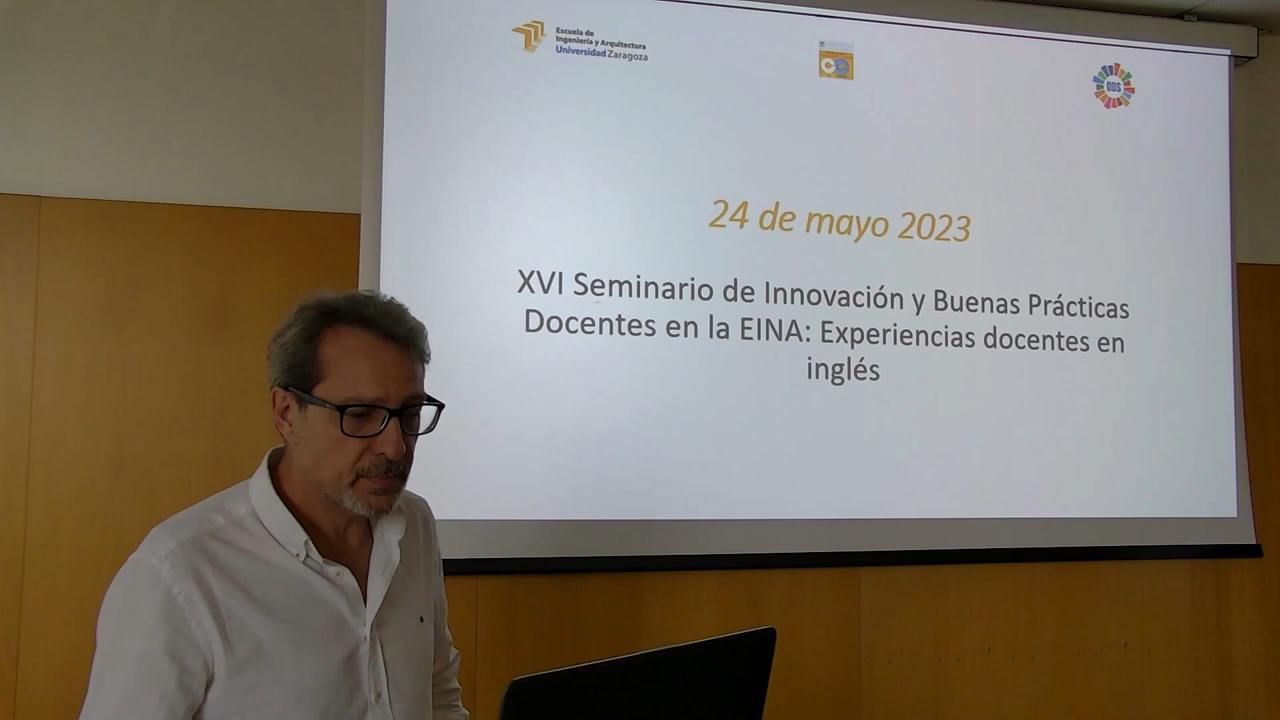 Escuela de
Ingeniería y Arquitectura
Universidad Zaragoza
ODS
24 de mayo 2023
XVI Seminario de Innovación y Buenas Prácticas
Docentes en la EINA: Experiencias docentes en
inglés